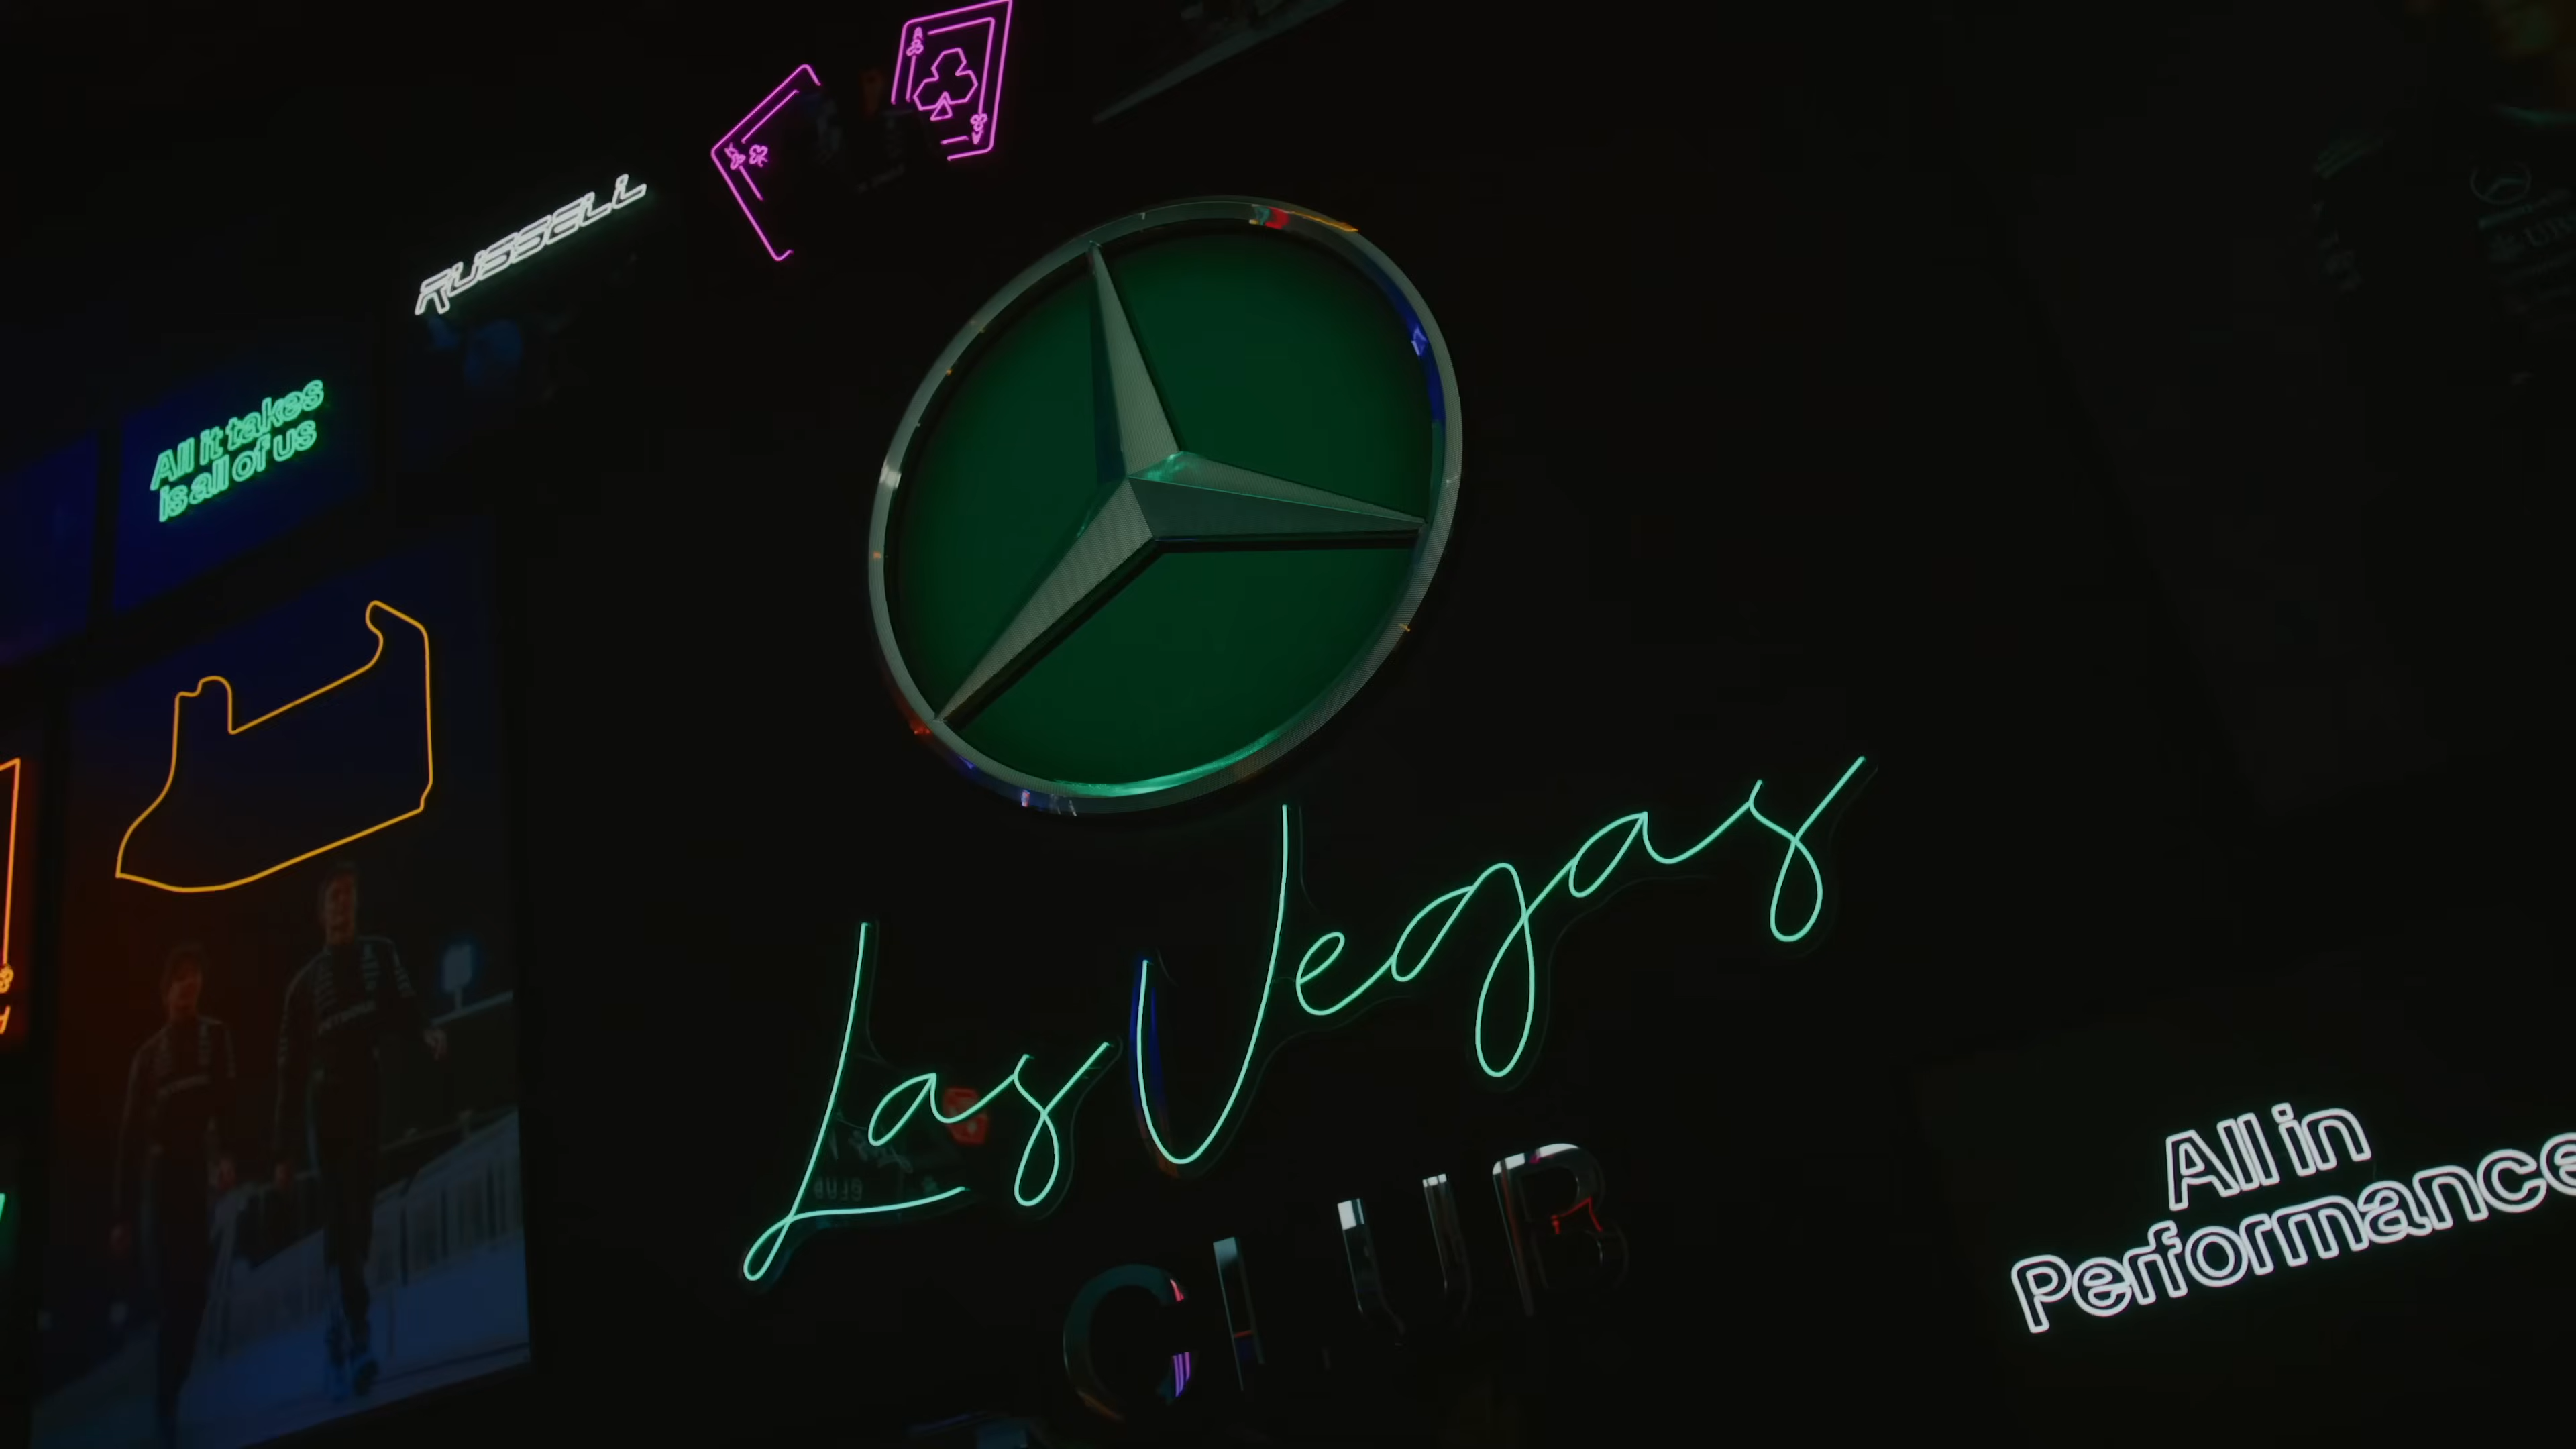 RUSSELL
All it takes
is all of us
Las Vegas
CLUB
All in
Performance